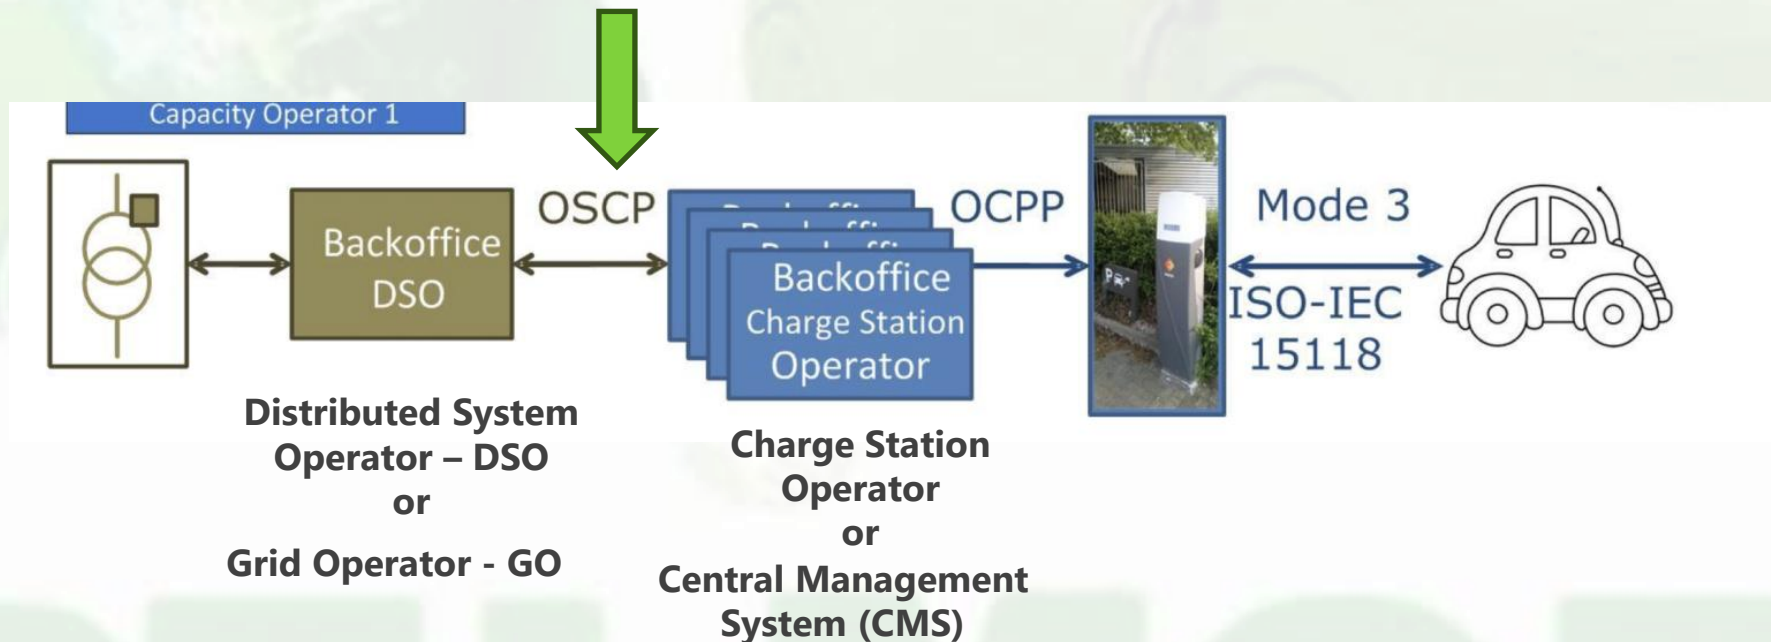 Capacity Operator 1
OSCP
OCPP
Mode 3
Backoffice
DSO
Backoffice
Charge Station
Operator
ISO-IEC
15118
P
Distributed System
Operator – DSO
or
Grid Operator - GO
Charge Station
Operator
or
Central Management
System (CMS)